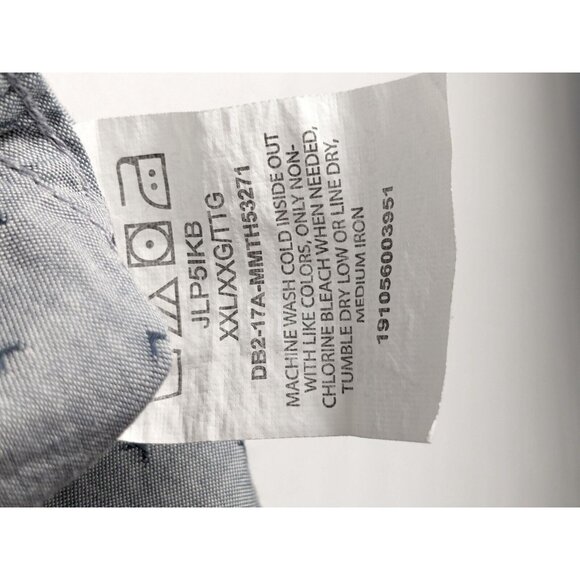 JLP5IKB
XXL/XXG/TTG
DB2-17A-MMTH53271
MACHINE WASH COLD INSIDE OUT
WITH LIKE COLORS, ONLY NON-
CHLORINE BLEACH WHEN NEEDED,
TUMBLE DRY LOW OR LINE DRY,
MEDIUM IRON
191056003951